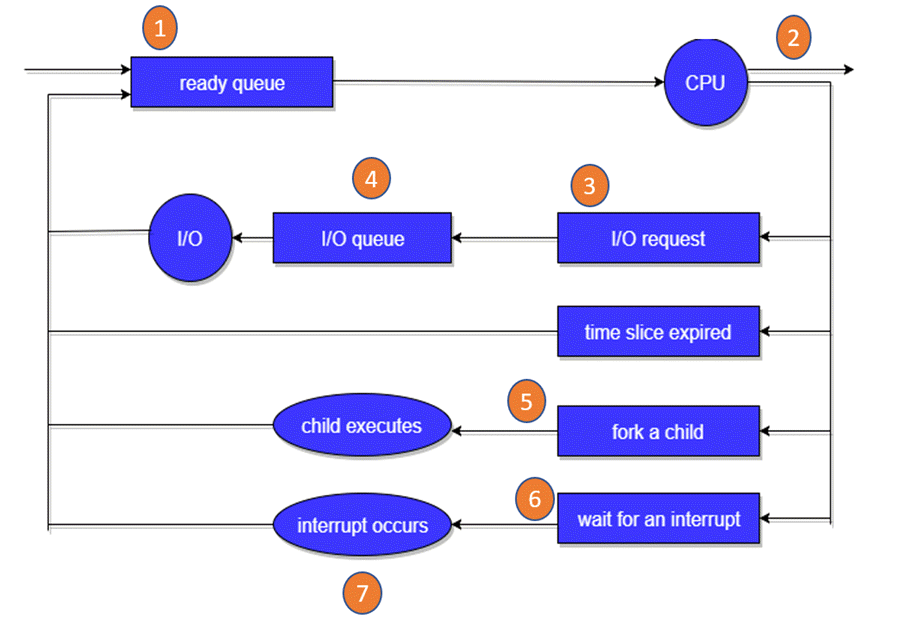 1
2
ready queue
CPU
4
3
I/O
I/O queue
I/O request
time slice expired
5
child executes
fork a child
6
interrupt occurs
wait for an interrupt
7